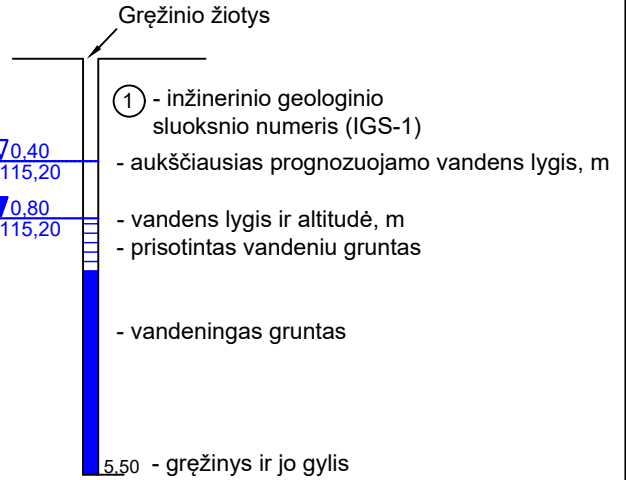 Gręžinio žiotys
1 - inžinerinio geologinio
sluoksnio numeris (IGS-1)
0,40
115,20
- aukščiausias prognozuojamo vandens lygis, m
0,80
115,20
- vandens lygis ir altitudė, m
- prisotintas vandeniu gruntas
- vandeningas gruntas
5,50 - gręžinys ir jo gylis